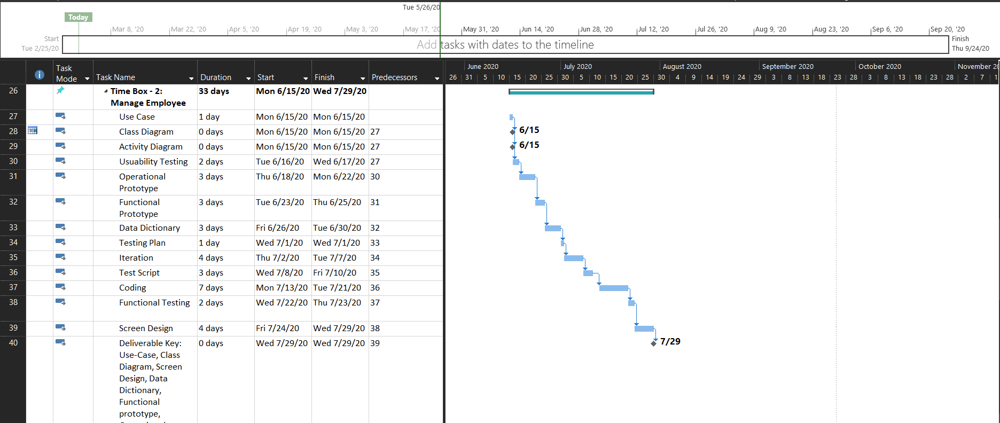 Tue 5/26/20
Today
Mar 8, '20 Mar 22, '20 Apr 5, '20 Apr 19, '20 May 3, '20 May 17, '20 May 31, '20 Jun 14, '20 Jun 28, '20 Jul 12, '20 Jul 26, '20 Aug 9, '20 Aug 23, '20 Sep 6, '20 Sep 20, '20
Start
Tue 2/25/20
Add tasks with dates to the timeline
Finish
Thu 9/24/20
Task Mode Task Name Duration Start Finish Predecessors
June 2020 July 2020 August 2020 September 2020 October 2020 November
26 31 5 10 15 20 25 30 5 10 15 20 25 30 4 9 14 19 24 29 3 8 13 18 23 28 3 8 13 18 23 28 2 7
26 Time Box - 2: 33 days Mon 6/15/20 Wed 7/29/20
Manage Employee
27 Use Case 1 day Mon 6/15/20 Mon 6/15/20
28 Class Diagram 0 days Mon 6/15/20 Mon 6/15/20 27 6/15
29 Activity Diagram 0 days Mon 6/15/20 Mon 6/15/20 27 6/15
30 Usuability Testing 2 days Tue 6/16/20 Wed 6/17/20 27
31 Operational 3 days Thu 6/18/20 Mon 6/22/20 30
Prototype
32 Functional 3 days Tue 6/23/20 Thu 6/25/20 31
Prototype
33 Data Dictionary 3 days Fri 6/26/20 Tue 6/30/20 32
34 Testing Plan 1 day Wed 7/1/20 Wed 7/1/20 33
35 Iteration 4 days Thu 7/2/20 Tue 7/7/20 34
36 Test Script 3 days Wed 7/8/20 Fri 7/10/20 35
37 Coding 7 days Mon 7/13/20 Tue 7/21/20 36
38 Functional Testing 2 days Wed 7/22/20 Thu 7/23/20 37
39 Screen Design 4 days Fri 7/24/20 Wed 7/29/20 38
40 Deliverable Key: 0 days Wed 7/29/20 Wed 7/29/20 39 7/29
Use-Case, Class
Diagram, Screen
Design, Data
Dictionary,
Functional
prototype,